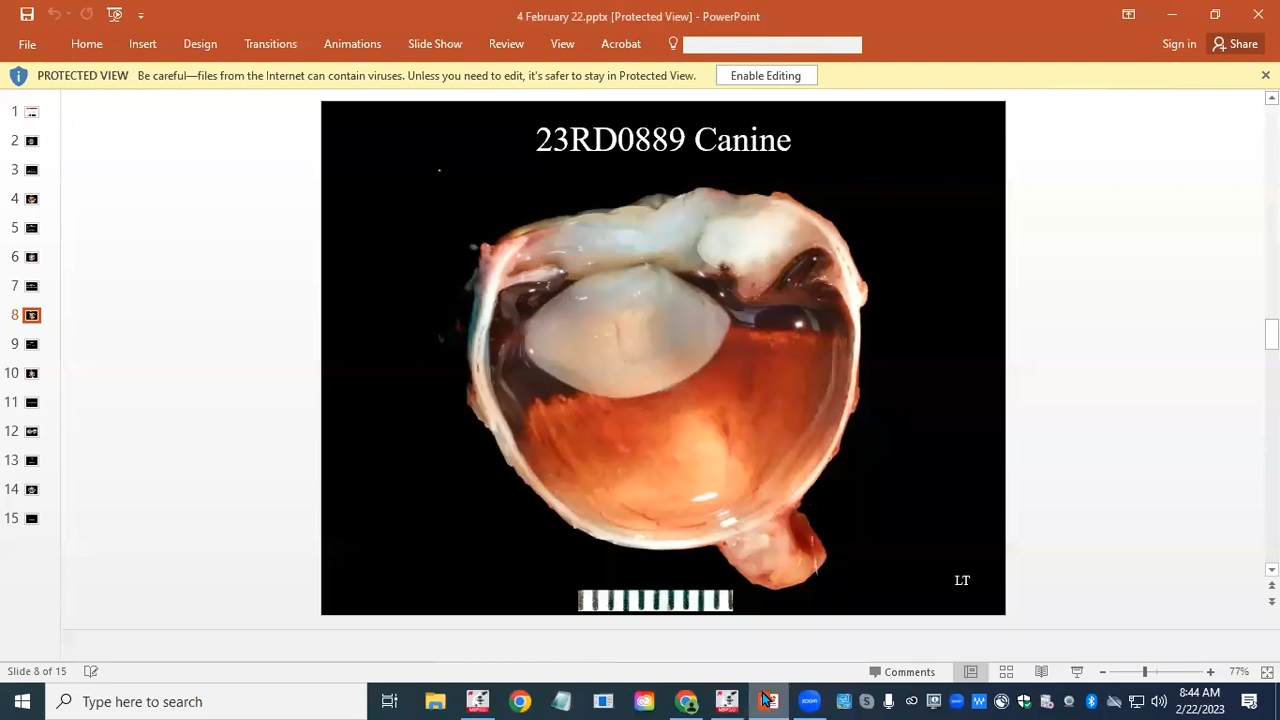 4 February 22.pptx [Protected View] - PowerPoint
File Home Insert Design Transitions Animations Slide Show Review View Acrobat Sign in Share
PROTECTED VIEW Be careful—files from the Internet can contain viruses. Unless you need to edit, it's safer to stay in Protected View. Enable Editing
1
2
3
4
5
6
7
8
9
10
11
12
13
14
15
23RD0889 Canine
LT
Slide 8 of 15 Comments 77%
Type here to search
zoom
8:44 AM
2/22/2023